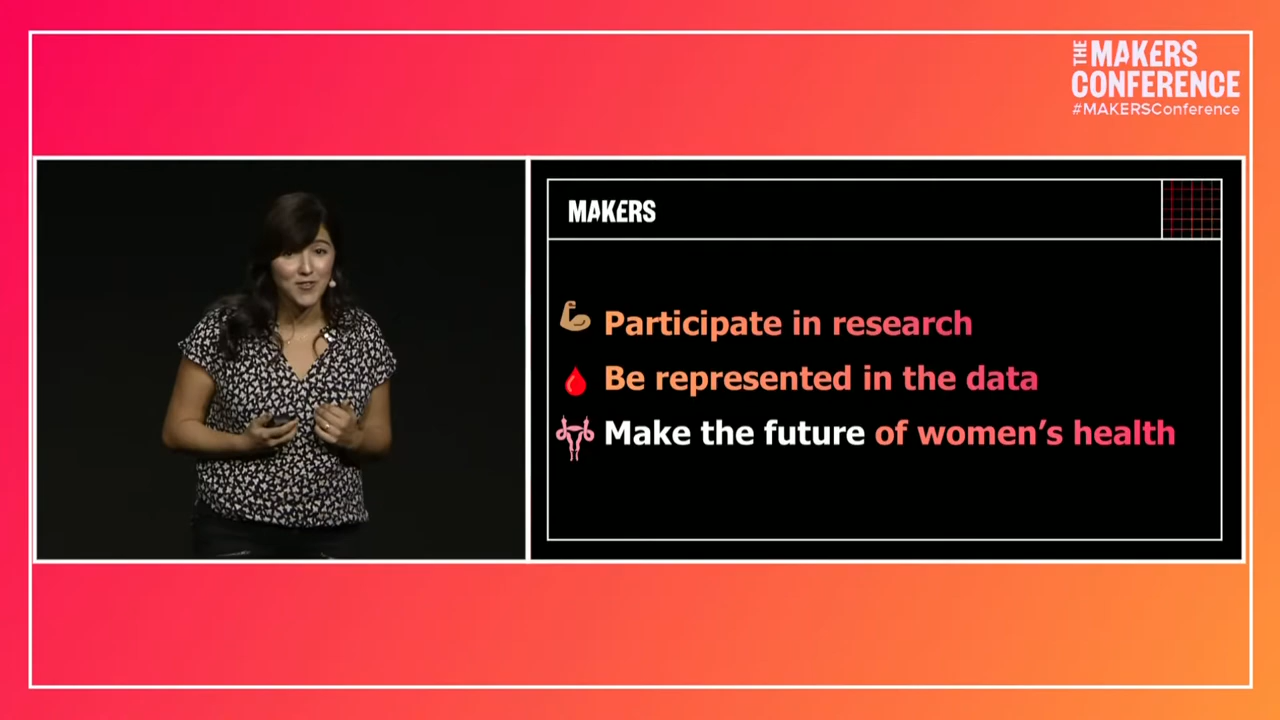 THE MAKERS
CONFERENCE
#MAKERSConference
MAKERS
Participate in research
Be represented in the data
Make the future of women’s health